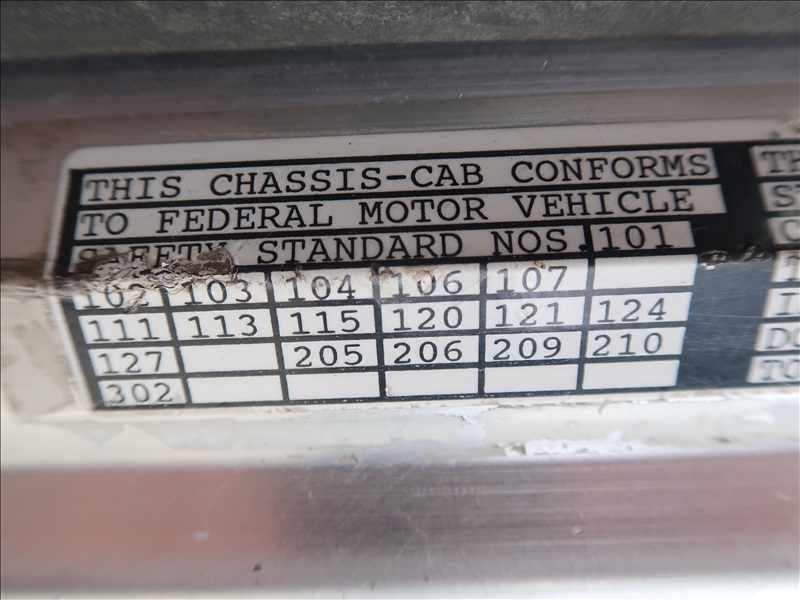 THIS CHASSIS-CAB CONFORMS
TO FEDERAL MOTOR VEHICLE
SAFETY STANDARD NOS. 101
102 103 104 106 107
111 113 115 120 121 124
127 205 206 209 210
302